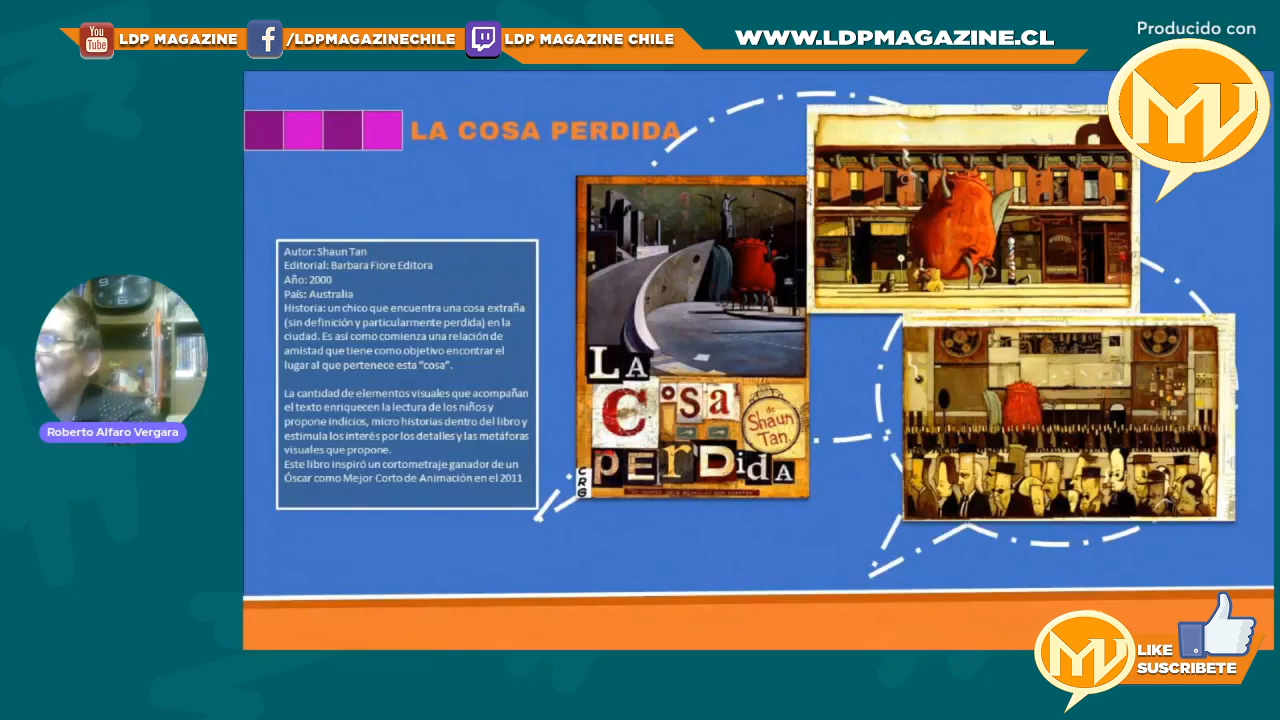 You
Tube
LDP MAGAZINE
/LDPMAGAZINECHILE
LDP MAGAZINE CHILE
WWW.LDPMAGAZINE.CL
Producido con
MV
LA COSA PERDIDA
Autor: Shaun Tan
Editorial: Barbara Fiore Editora
Año: 2000
País: Australia
Historia: un chico que encuentra una cosa extraña
(sin definición y particularmente perdida) en la
ciudad. Es así como comienza una relación de
amistad que tiene como objetivo encontrar el
lugar al que pertenece esta "cosa".
La cantidad de elementos visuales que acompañan
el texto enriquecen la lectura de los niños y
propone indicios, micro historias dentro del libro y
estimula los interés por los detalles y las metáforas
visuales que propone.
Este libro inspiró un cortometraje ganador de un
Óscar como Mejor Corto de Animación en el 2011
LA
COSA
PERDIDA
de
Shaun
Tan
CRG
Roberto Alfaro Vergara
MV
LIKE
SUSCRIBETE